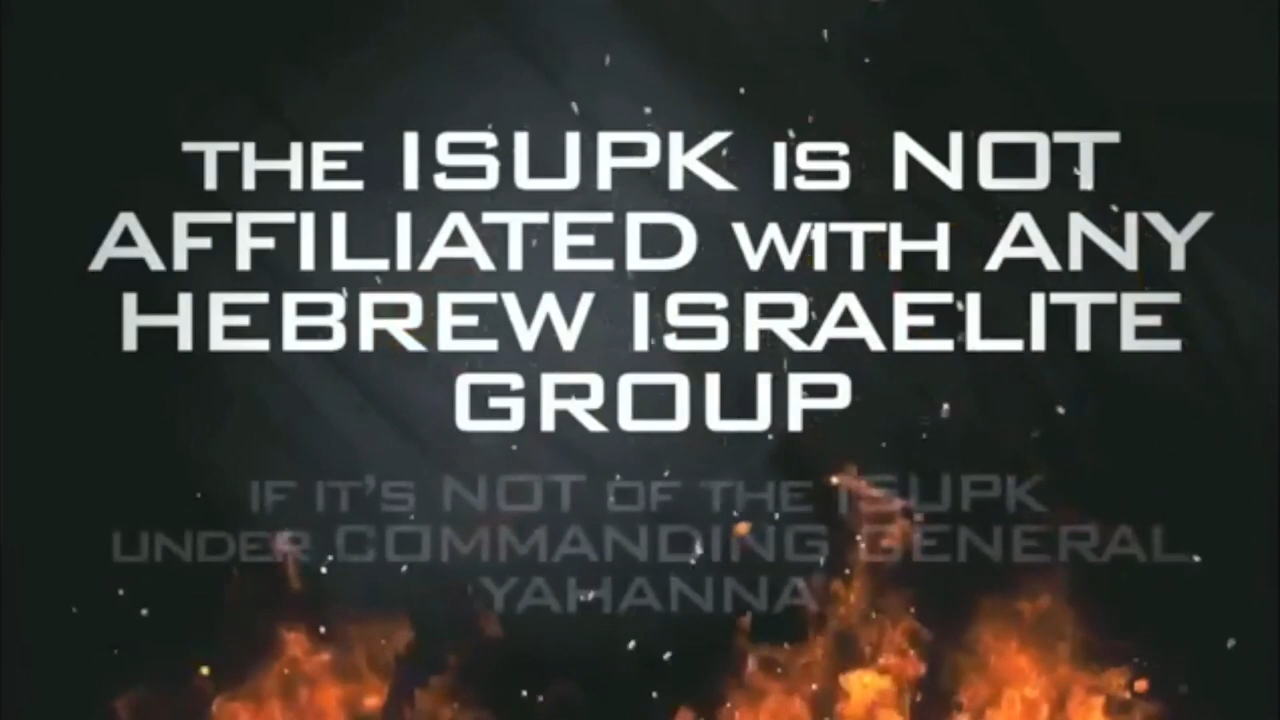 THE ISUPK IS NOT
AFFILIATED WITH ANY
HEBREW ISRAELITE
GROUP
IF IT'S NOT OF THE ISUPK
UNDER COMMANDING GENERAL
YAHANNA